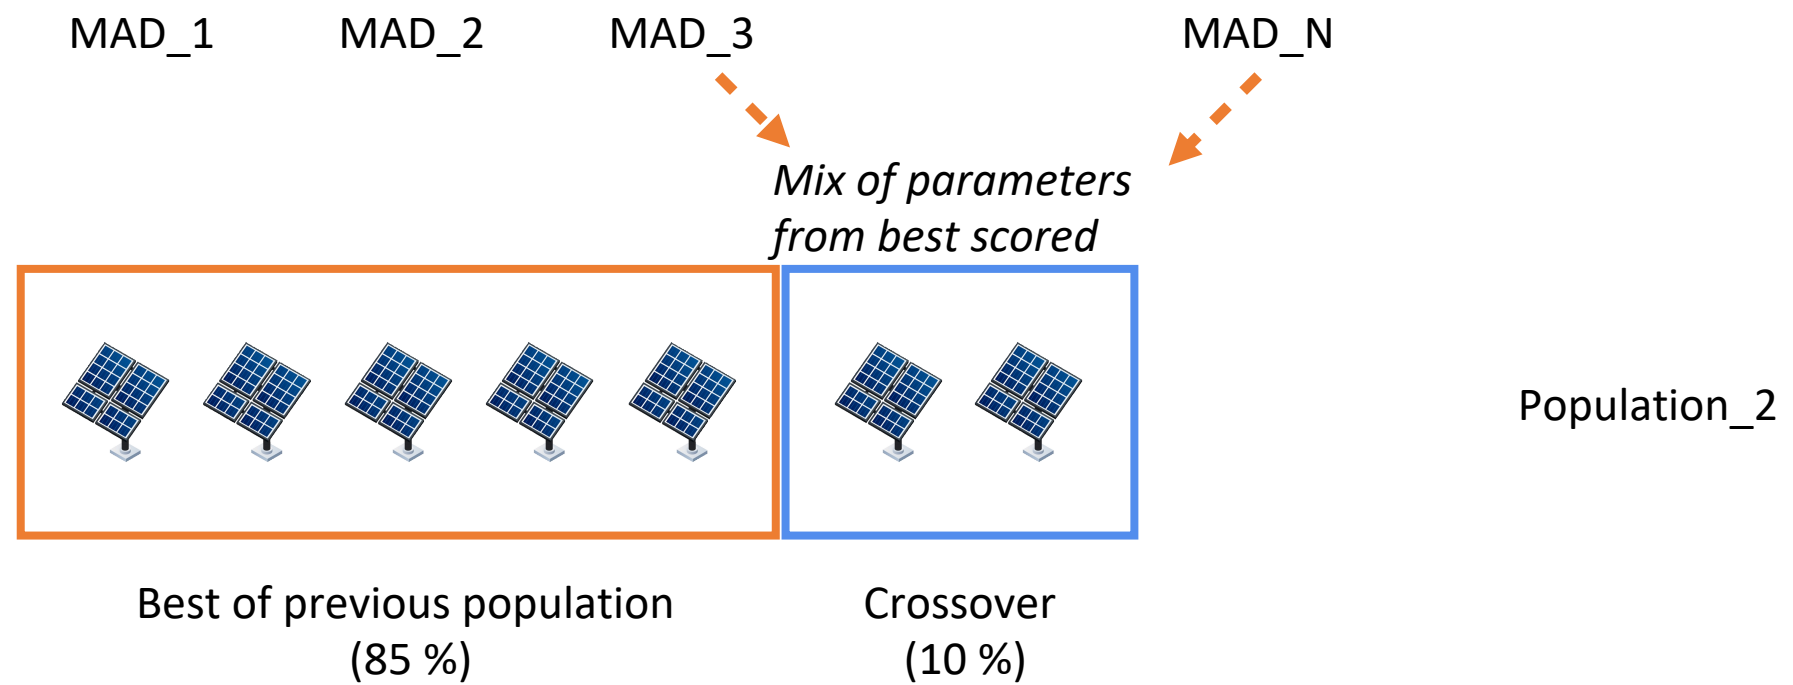 MAD_1 MAD_2 MAD_3 MAD_N
Mix of parameters
from best scored
Population_2
Best of previous population
(85 %)
Crossover
(10 %)